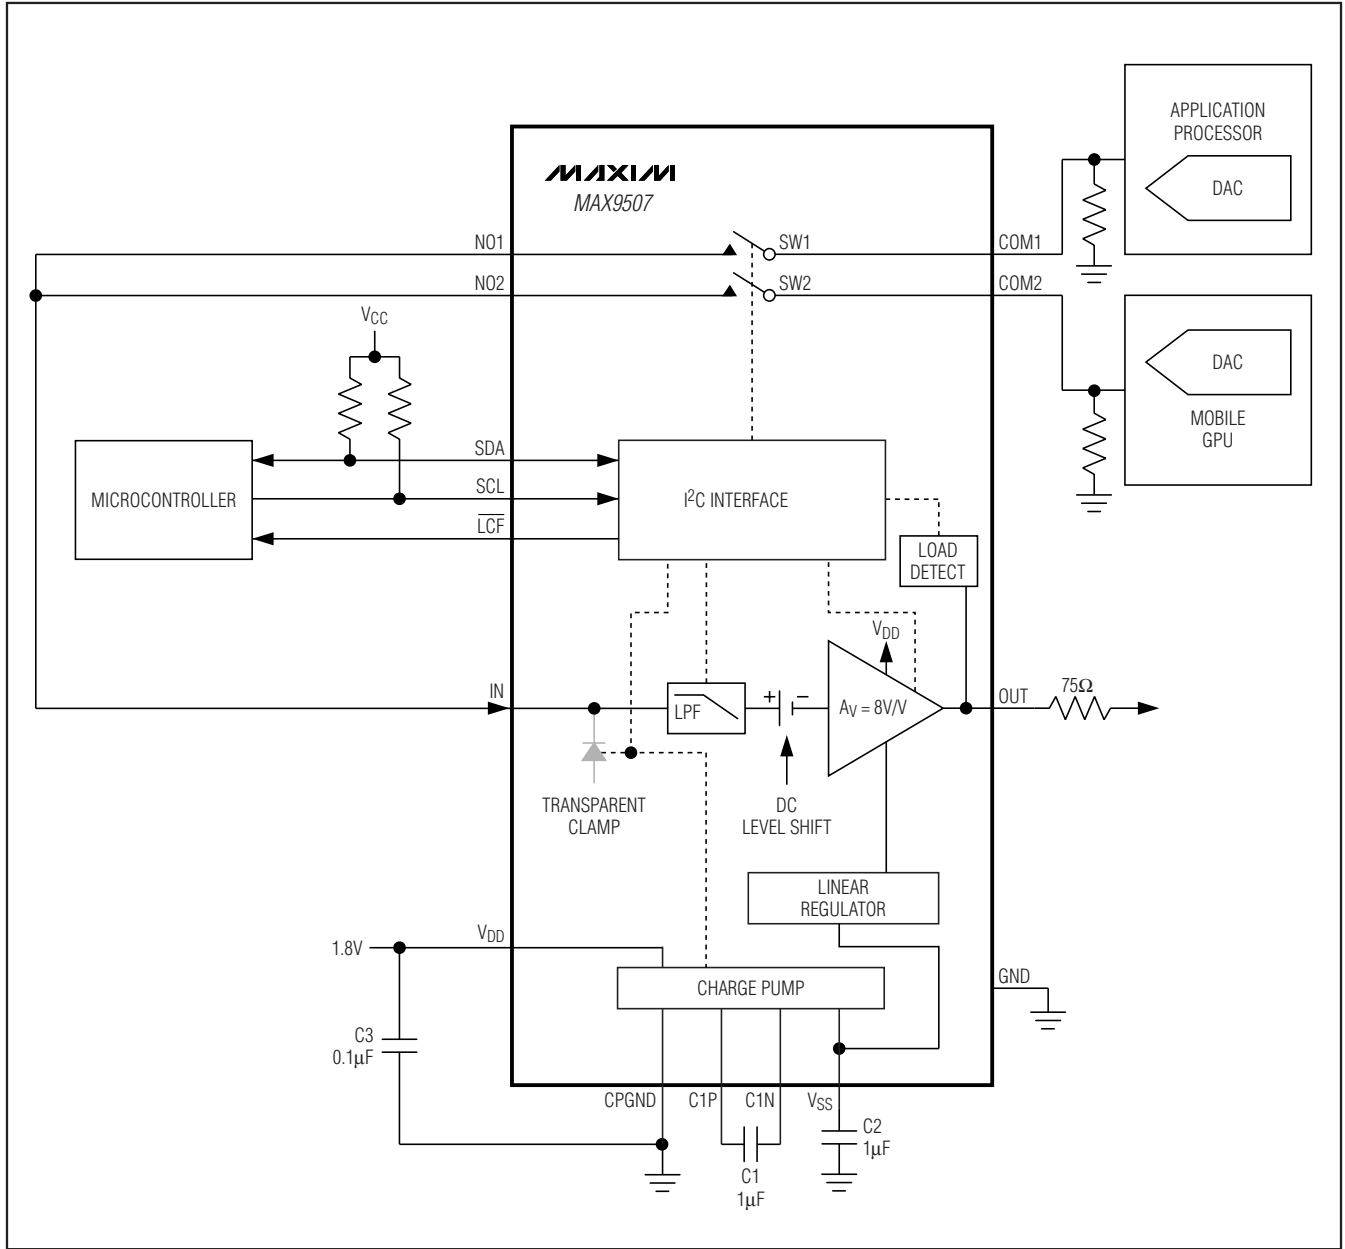 APPLICATION
PROCESSOR
DAC
MAXIM
MAX9507
NO1
SW1
COM1
NO2
SW2
COM2
VCC
DAC
MOBILE
GPU
SDA
MICROCONTROLLER
SCL
I²C INTERFACE
LCF
LOAD
DETECT
VDD
IN
LPF
+
−
AV = 8V/V
OUT
75Ω
TRANSPARENT
CLAMP
DC
LEVEL SHIFT
LINEAR
REGULATOR
VDD
1.8V
GND
CHARGE PUMP
C3
0.1µF
CPGND
C1P
C1N
VSS
C2
1µF
C1
1µF